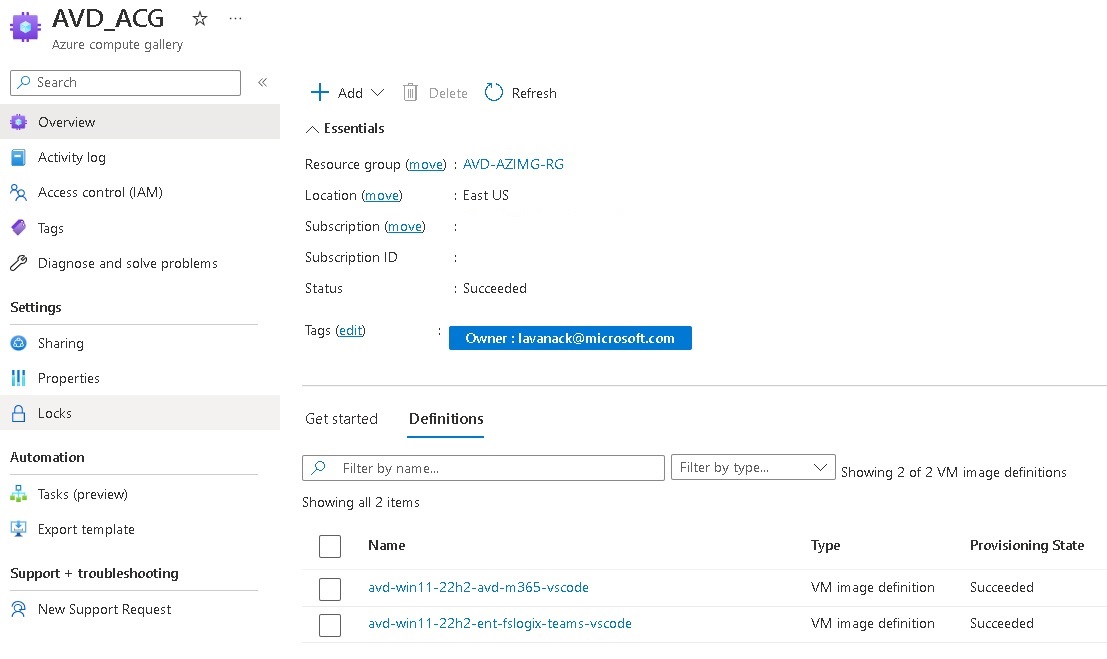 AVD_ACG
Azure compute gallery
Search
Overview
Activity log
Access control (IAM)
Tags
Diagnose and solve problems
Settings
Sharing
Properties
Locks
Automation
Tasks (preview)
Export template
Support + troubleshooting
New Support Request
Add
Delete
Refresh
Essentials
Resource group (move) : AVD-AZIMG-RG
Location (move) : East US
Subscription (move) :
Subscription ID :
Status : Succeeded
Tags (edit) : Owner : lavanack@microsoft.com
Get started Definitions
Filter by name... Filter by type... Showing 2 of 2 VM image definitions
Showing all 2 items
Name Type Provisioning State
avd-win11-22h2-avd-m365-vscode VM image definition Succeeded
avd-win11-22h2-ent-fslogix-teams-vscode VM image definition Succeeded